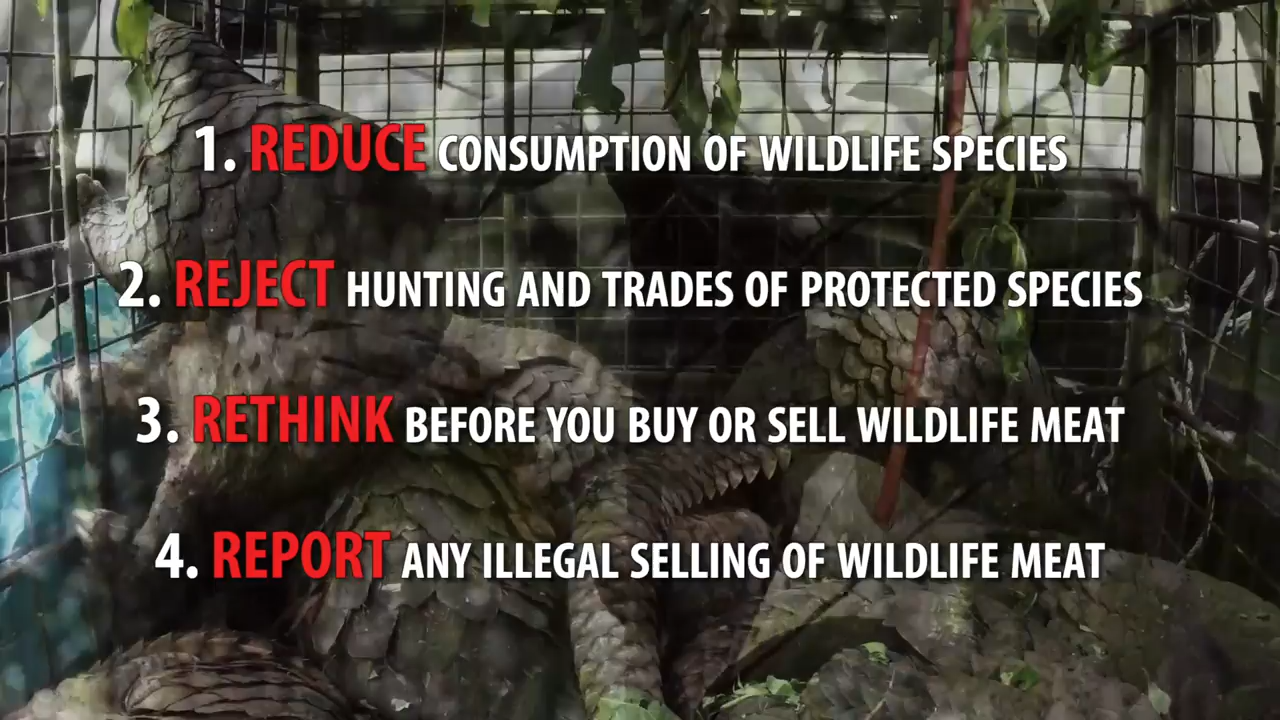 1. REDUCE CONSUMPTION OF WILDLIFE SPECIES
2. REJECT HUNTING AND TRADES OF PROTECTED SPECIES
3. RETHINK BEFORE YOU BUY OR SELL WILDLIFE MEAT
4. REPORT ANY ILLEGAL SELLING OF WILDLIFE MEAT